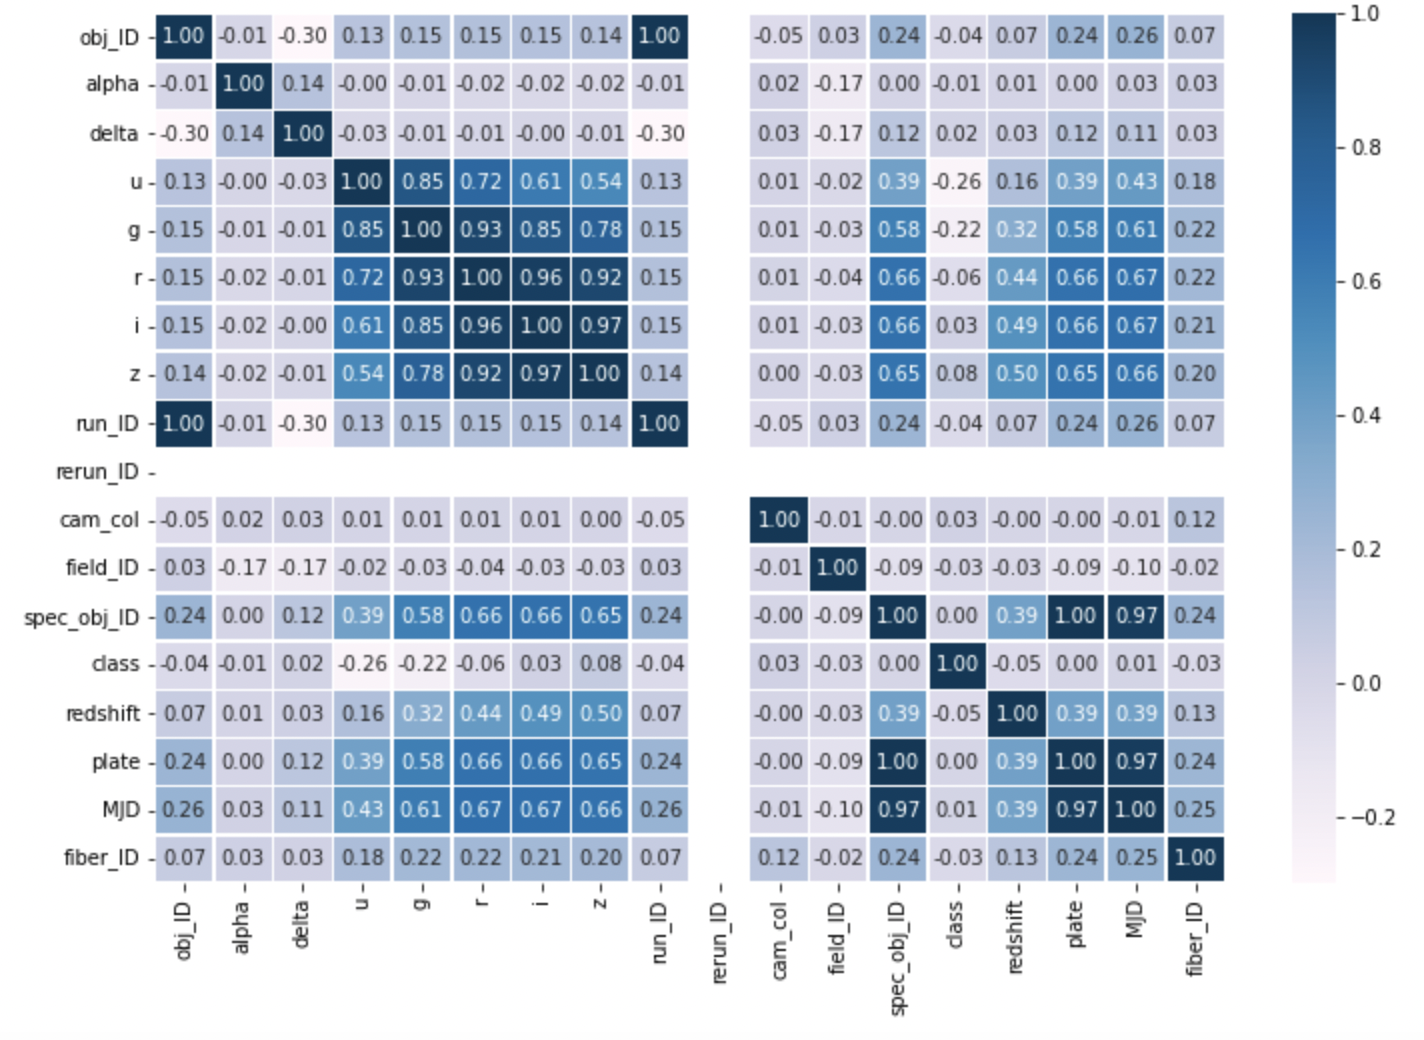 obj_ID 1.00 -0.01 -0.30 0.13 0.15 0.15 0.15 0.14 1.00 -0.05 0.03 0.24 -0.04 0.07 0.24 0.26 0.07
alpha -0.01 1.00 0.14 -0.00 -0.01 -0.02 -0.02 -0.02 -0.01 0.02 -0.17 0.00 -0.01 0.01 0.00 0.03 0.03
delta -0.30 0.14 1.00 -0.03 -0.01 -0.01 -0.00 -0.01 -0.30 0.03 -0.17 0.12 0.02 0.03 0.12 0.11 0.03
u 0.13 -0.00 -0.03 1.00 0.85 0.72 0.61 0.54 0.13 0.01 -0.02 0.39 -0.26 0.16 0.39 0.43 0.18
g 0.15 -0.01 -0.01 0.85 1.00 0.93 0.85 0.78 0.15 0.01 -0.03 0.58 -0.22 0.32 0.58 0.61 0.22
r 0.15 -0.02 -0.01 0.72 0.93 1.00 0.96 0.92 0.15 0.01 -0.04 0.66 -0.06 0.44 0.66 0.67 0.22
i 0.15 -0.02 -0.00 0.61 0.85 0.96 1.00 0.97 0.15 0.01 -0.03 0.66 0.03 0.49 0.66 0.67 0.21
z 0.14 -0.02 -0.01 0.54 0.78 0.92 0.97 1.00 0.14 0.00 -0.03 0.65 0.08 0.50 0.65 0.66 0.20
run_ID 1.00 -0.01 -0.30 0.13 0.15 0.15 0.15 0.14 1.00 -0.05 0.03 0.24 -0.04 0.07 0.24 0.26 0.07
rerun_ID
cam_col -0.05 0.02 0.03 0.01 0.01 0.01 0.01 0.00 -0.05 1.00 -0.01 -0.00 0.03 -0.00 -0.00 -0.01 0.12
field_ID 0.03 -0.17 -0.17 -0.02 -0.03 -0.04 -0.03 -0.03 0.03 -0.01 1.00 -0.09 -0.03 -0.03 -0.09 -0.10 -0.02
spec_obj_ID 0.24 0.00 0.12 0.39 0.58 0.66 0.66 0.65 0.24 -0.00 -0.09 1.00 0.00 0.39 1.00 0.97 0.24
class -0.04 -0.01 0.02 -0.26 -0.22 -0.06 0.03 0.08 -0.04 0.03 -0.03 0.00 1.00 -0.05 0.00 0.01 -0.03
redshift 0.07 0.01 0.03 0.16 0.32 0.44 0.49 0.50 0.07 -0.00 -0.03 0.39 -0.05 1.00 0.39 0.39 0.13
plate 0.24 0.00 0.12 0.39 0.58 0.66 0.66 0.65 0.24 -0.00 -0.09 1.00 0.00 0.39 1.00 0.97 0.24
MJD 0.26 0.03 0.11 0.43 0.61 0.67 0.67 0.66 0.26 -0.01 -0.10 0.97 0.01 0.39 0.97 1.00 0.25
fiber_ID 0.07 0.03 0.03 0.18 0.22 0.22 0.21 0.20 0.07 0.12 -0.02 0.24 -0.03 0.13 0.24 0.25 1.00
obj_ID alpha delta u g r i z run_ID rerun_ID cam_col field_ID spec_obj_ID class redshift plate MJD fiber_ID
1.0
0.8
0.6
0.4
0.2
0.0
−0.2